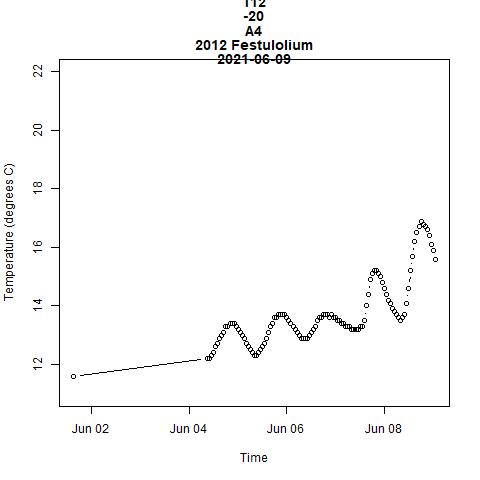 T12
-20
A4
2012 Festulolium
2021-06-09
22
20
18
16
14
12
Temperature (degrees C)
Jun 02
Jun 04
Jun 06
Jun 08
Time